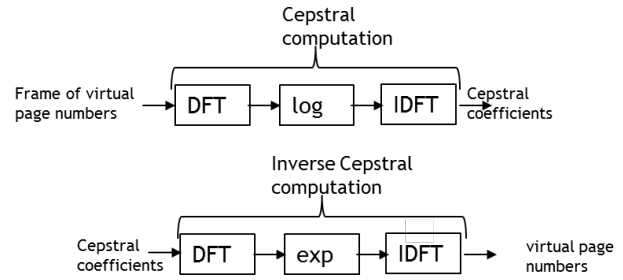 Cepstral
computation
Frame of virtual
page numbers
DFT
log
IDFT
Cepstral
coefficients
Inverse Cepstral
computation
Cepstral
coefficients
DFT
exp
IDFT
virtual page
numbers